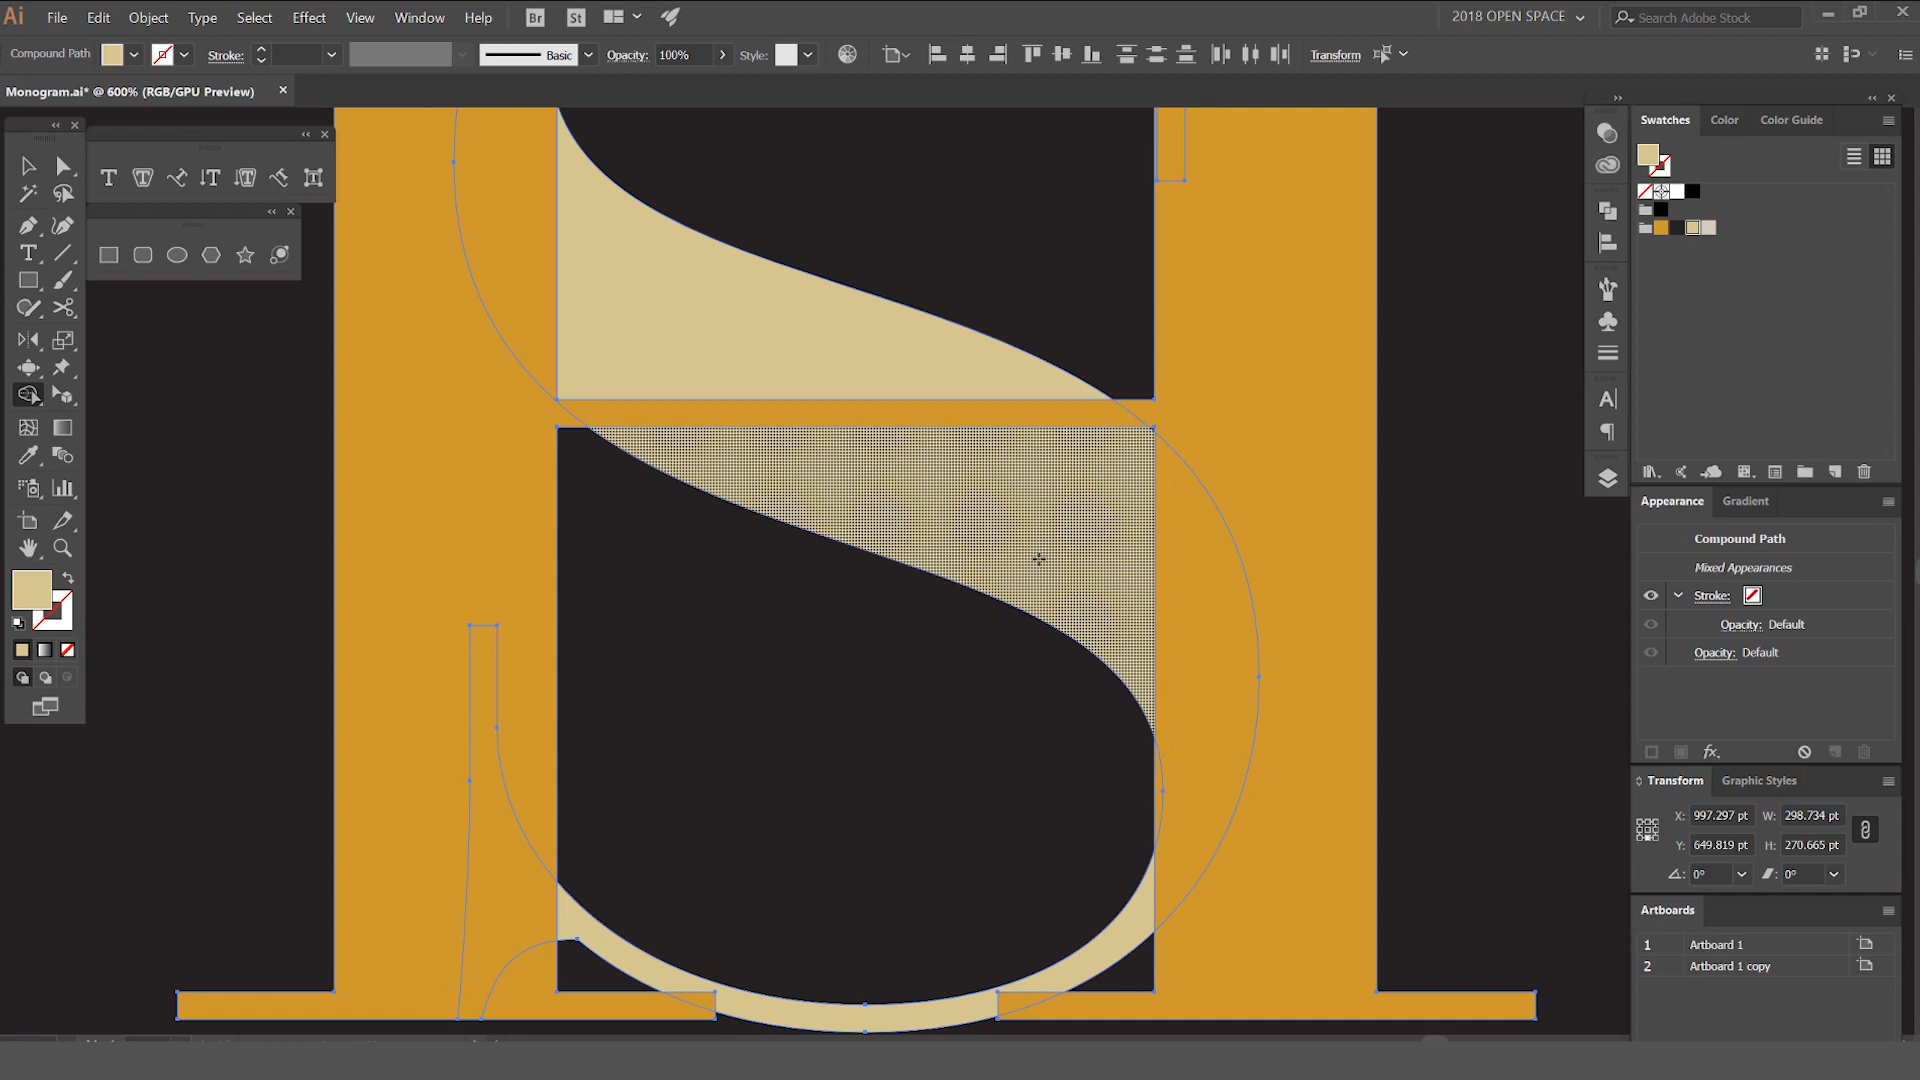 Ai File Edit Object Type Select Effect View Window Help Br St 2018 OPEN SPACE Search Adobe Stock
Compound Path Stroke: Basic Opacity: 100% Style: Transform
Monogram.ai* @ 600% (RGB/GPU Preview)
Swatches Color Color Guide
Appearance Gradient
Compound Path
Mixed Appearances
Stroke:
Opacity: Default
Opacity: Default
fx.
Transform Graphic Styles
X: 997.297 pt W: 298.734 pt
Y: 649.819 pt H: 270.665 pt
0° 0°
Artboards
1 Artboard 1
2 Artboard 1 copy